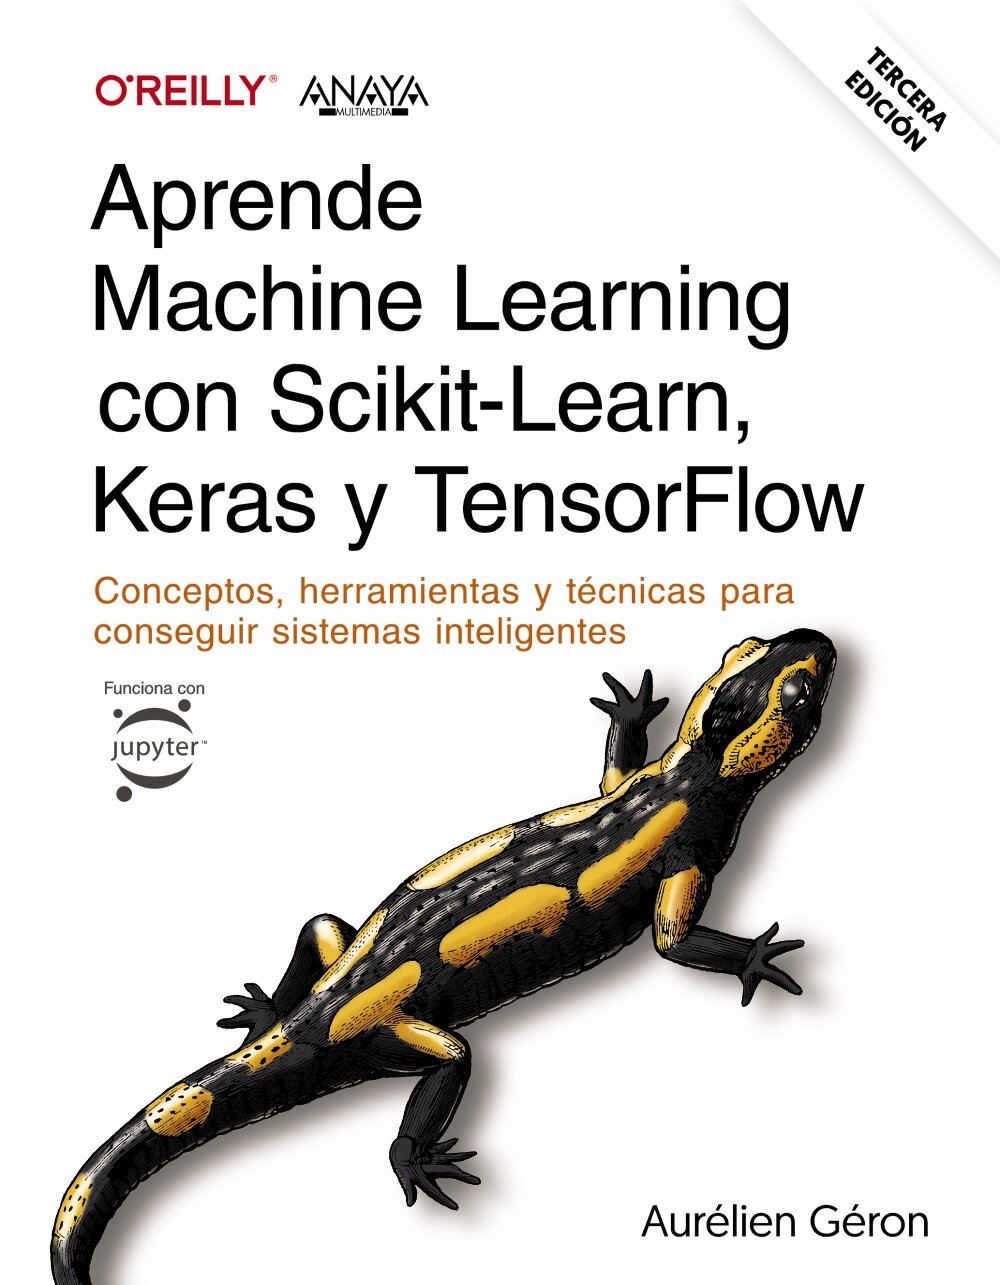 O'REILLY®
ANAYA
MULTIMEDIA
TERCERA
EDICIÓN
Aprende
Machine Learning
con Scikit-Learn,
Keras y TensorFlow
Conceptos, herramientas y técnicas para
conseguir sistemas inteligentes
Funciona con
jupyter™
Aurélien Géron